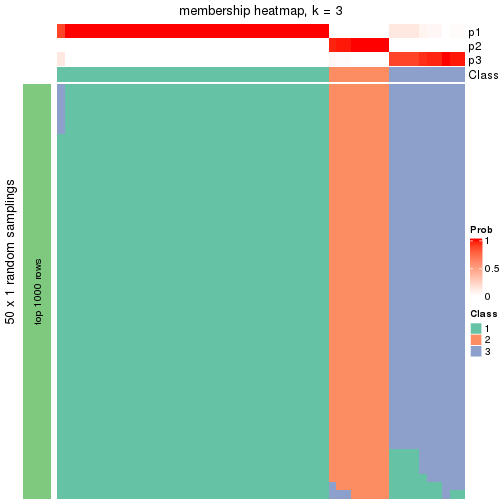 membership heatmap, k = 3
p1
p2
p3
Class
50 x 1 random samplings
top 1000 rows
Prob
1
0.5
0
Class
1
2
3